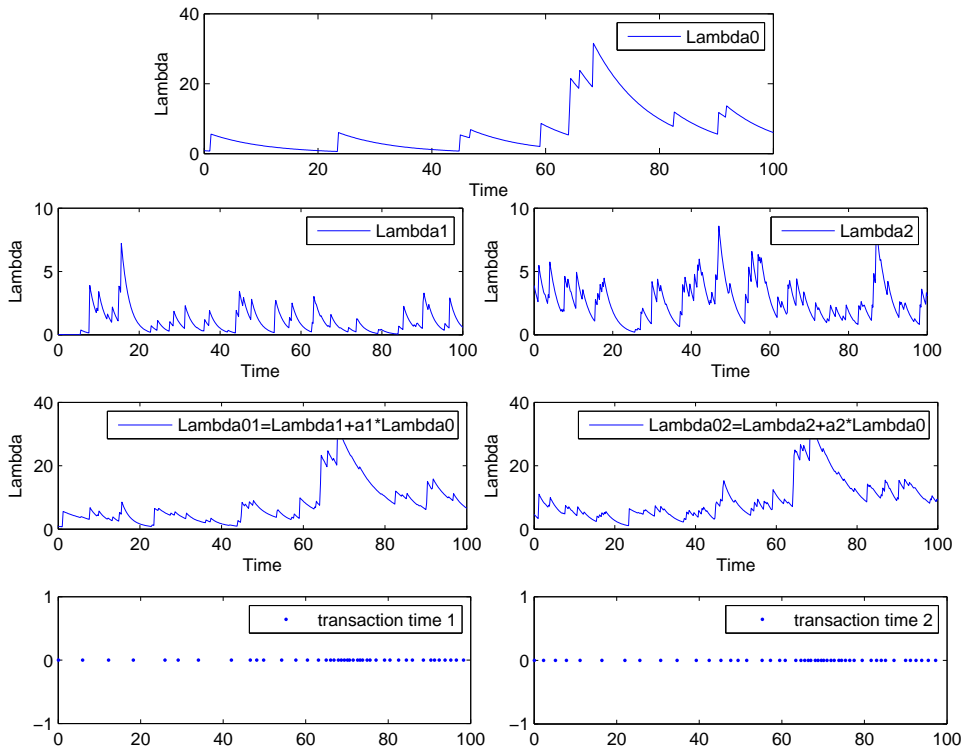 40
20
0
Lambda
Lambda0
0 20 40 60 80 100
Time
10
5
0
Lambda
Lambda1
0 20 40 60 80 100
Time
10
5
0
Lambda
Lambda2
0 20 40 60 80 100
Time
40
20
0
Lambda
Lambda01=Lambda1+a1*Lambda0
0 20 40 60 80 100
Time
40
20
0
Lambda
Lambda02=Lambda2+a2*Lambda0
0 20 40 60 80 100
Time
1
0
−1
transaction time 1
0 20 40 60 80 100
1
0
−1
transaction time 2
0 20 40 60 80 100